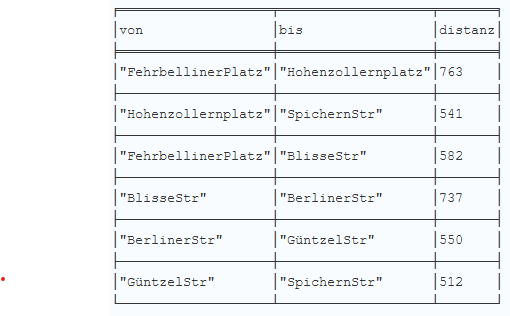 von bis distanz
"FehrbellinerPlatz" "Hohenzollernplatz" 763
"Hohenzollernplatz" "SpichernStr" 541
"FehrbellinerPlatz" "BlisseStr" 582
"BlisseStr" "BerlinerStr" 737
"BerlinerStr" "GüntzelStr" 550
"GüntzelStr" "SpichernStr" 512